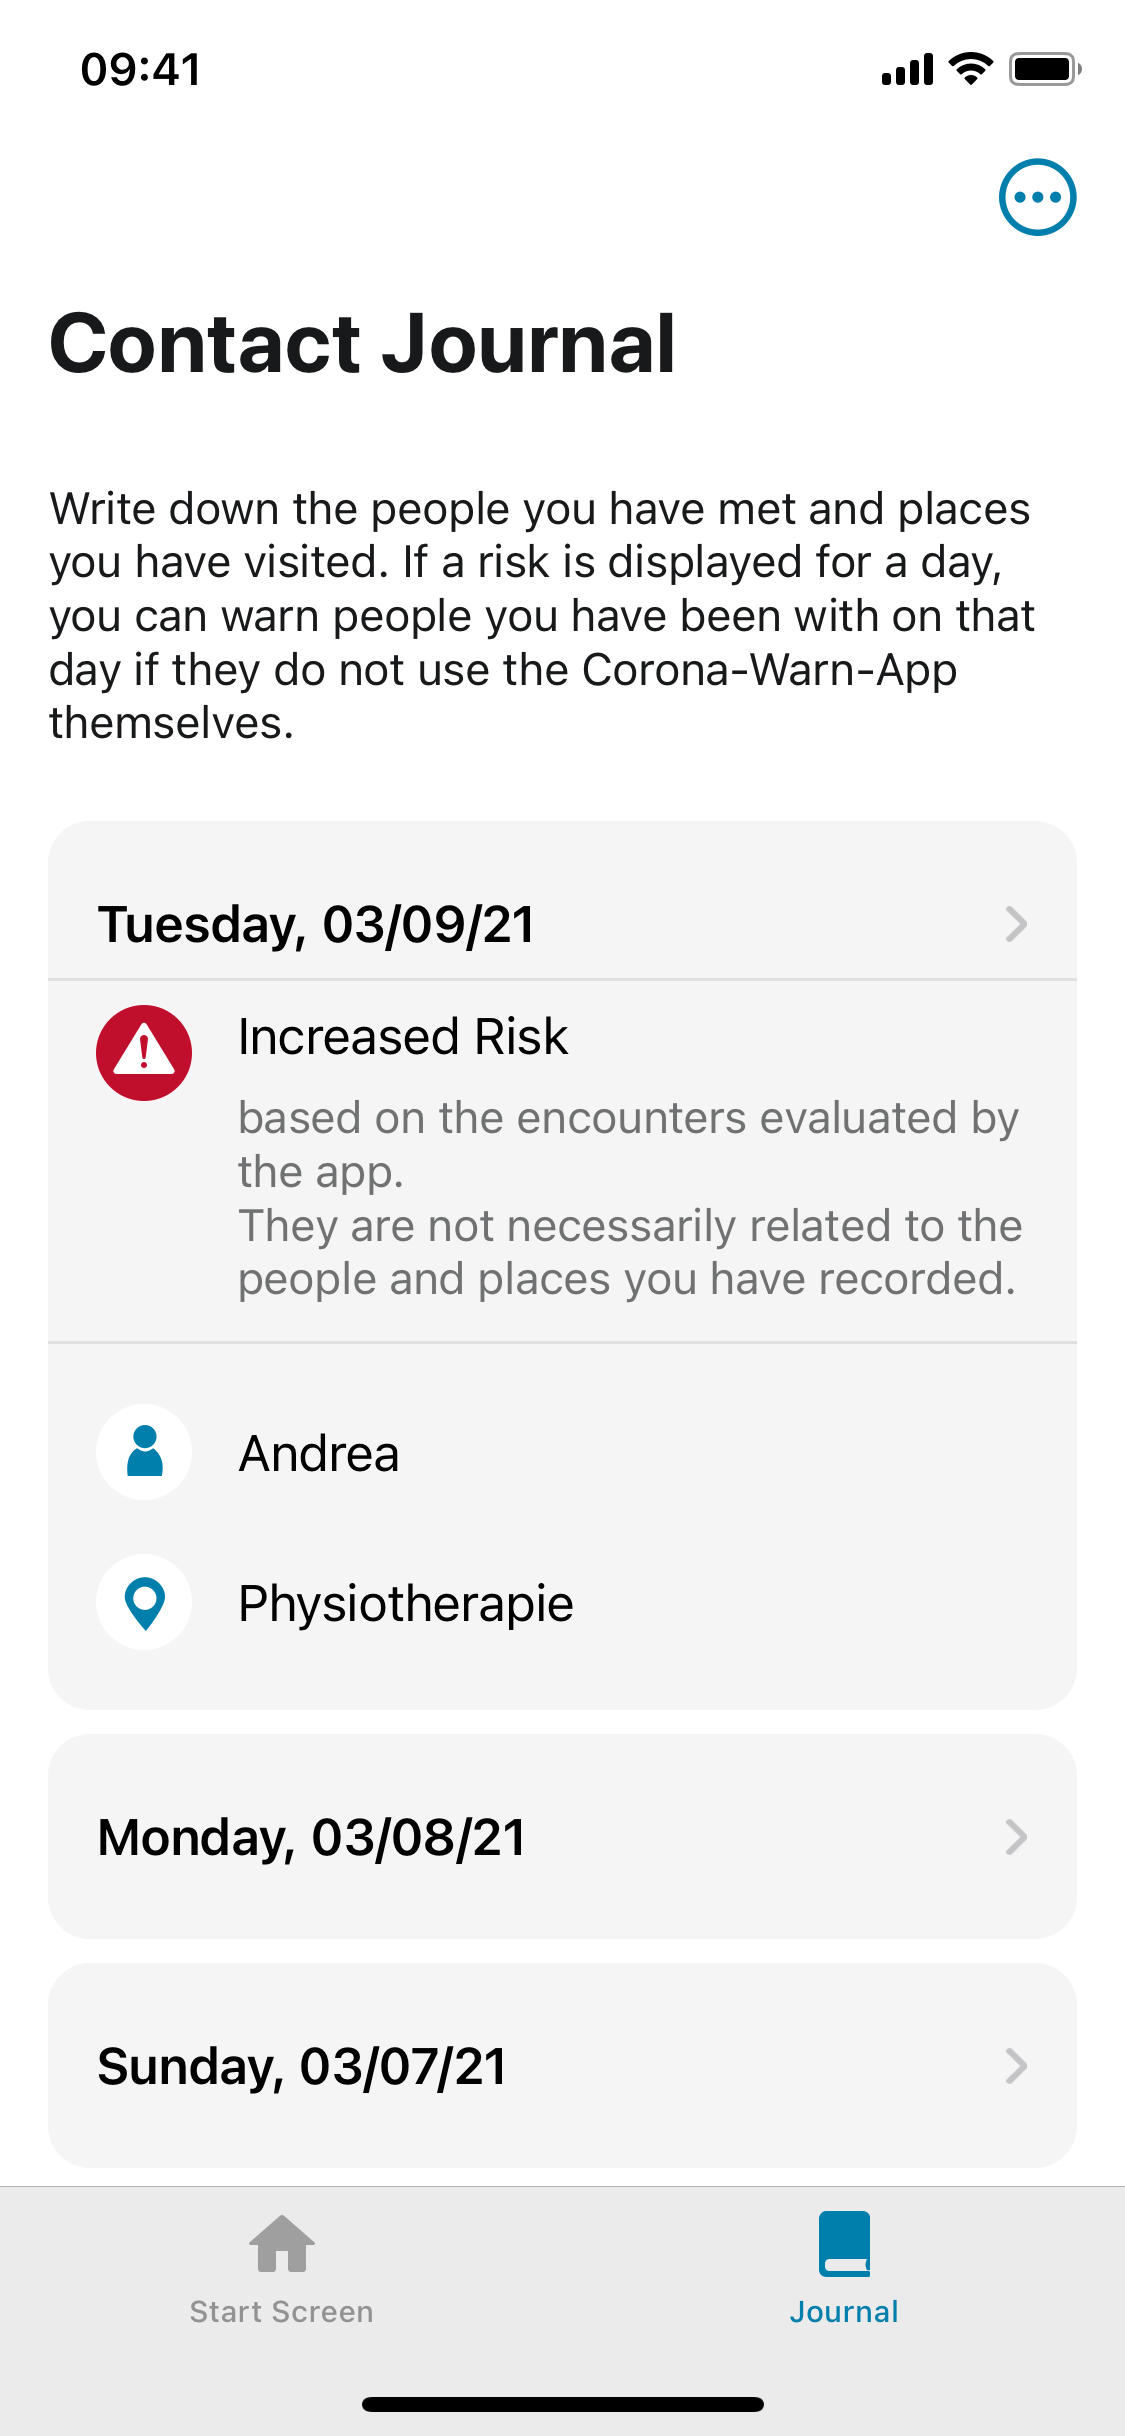 09:41
Contact Journal
Write down the people you have met and places
you have visited. If a risk is displayed for a day,
you can warn people you have been with on that
day if they do not use the Corona-Warn-App
themselves.
Tuesday, 03/09/21
Increased Risk
based on the encounters evaluated by
the app.
They are not necessarily related to the
people and places you have recorded.
Andrea
Physiotherapie
Monday, 03/08/21
Sunday, 03/07/21
Start Screen
Journal